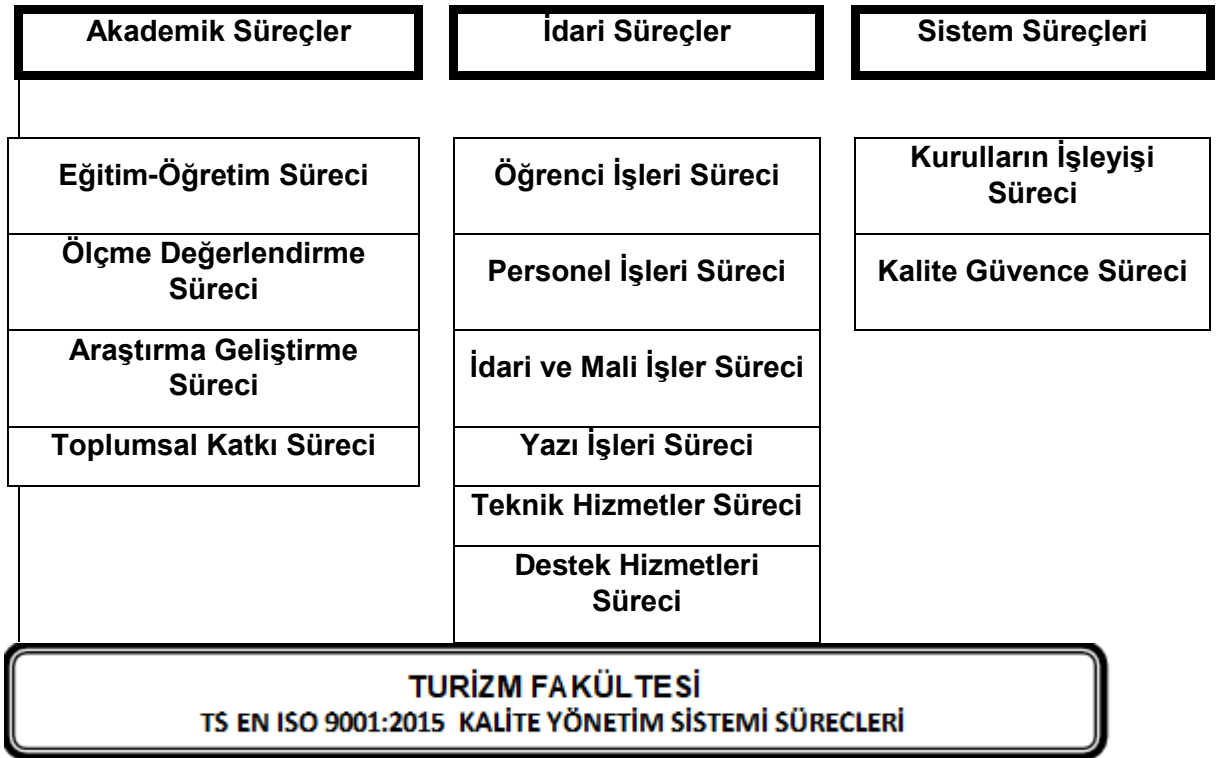 Akademik Süreçler
İdari Süreçler
Sistem Süreçleri
Eğitim-Öğretim Süreci
Öğrenci İşleri Süreci
Kurulların İşleyişi
Süreci
Ölçme Değerlendirme
Süreci
Personel İşleri Süreci
Kalite Güvence Süreci
Araştırma Geliştirme
Süreci
İdari ve Mali İşler Süreci
Toplumsal Katkı Süreci
Yazı İşleri Süreci
Teknik Hizmetler Süreci
Destek Hizmetleri
Süreci
TURİZM FAKÜLTESİ
TS EN ISO 9001:2015 KALİTE YÖNETİM SİSTEMİ SÜRECLERİ